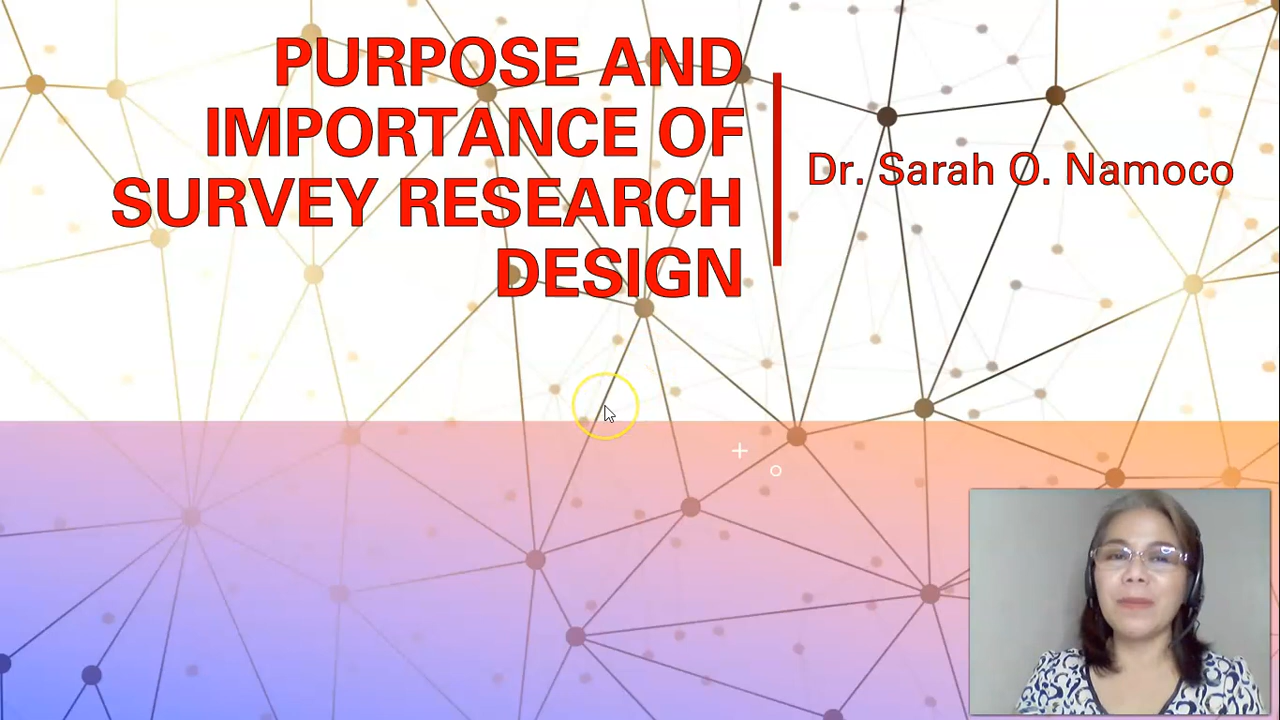 PURPOSE AND
IMPORTANCE OF
SURVEY RESEARCH
DESIGN
Dr. Sarah O. Namoco